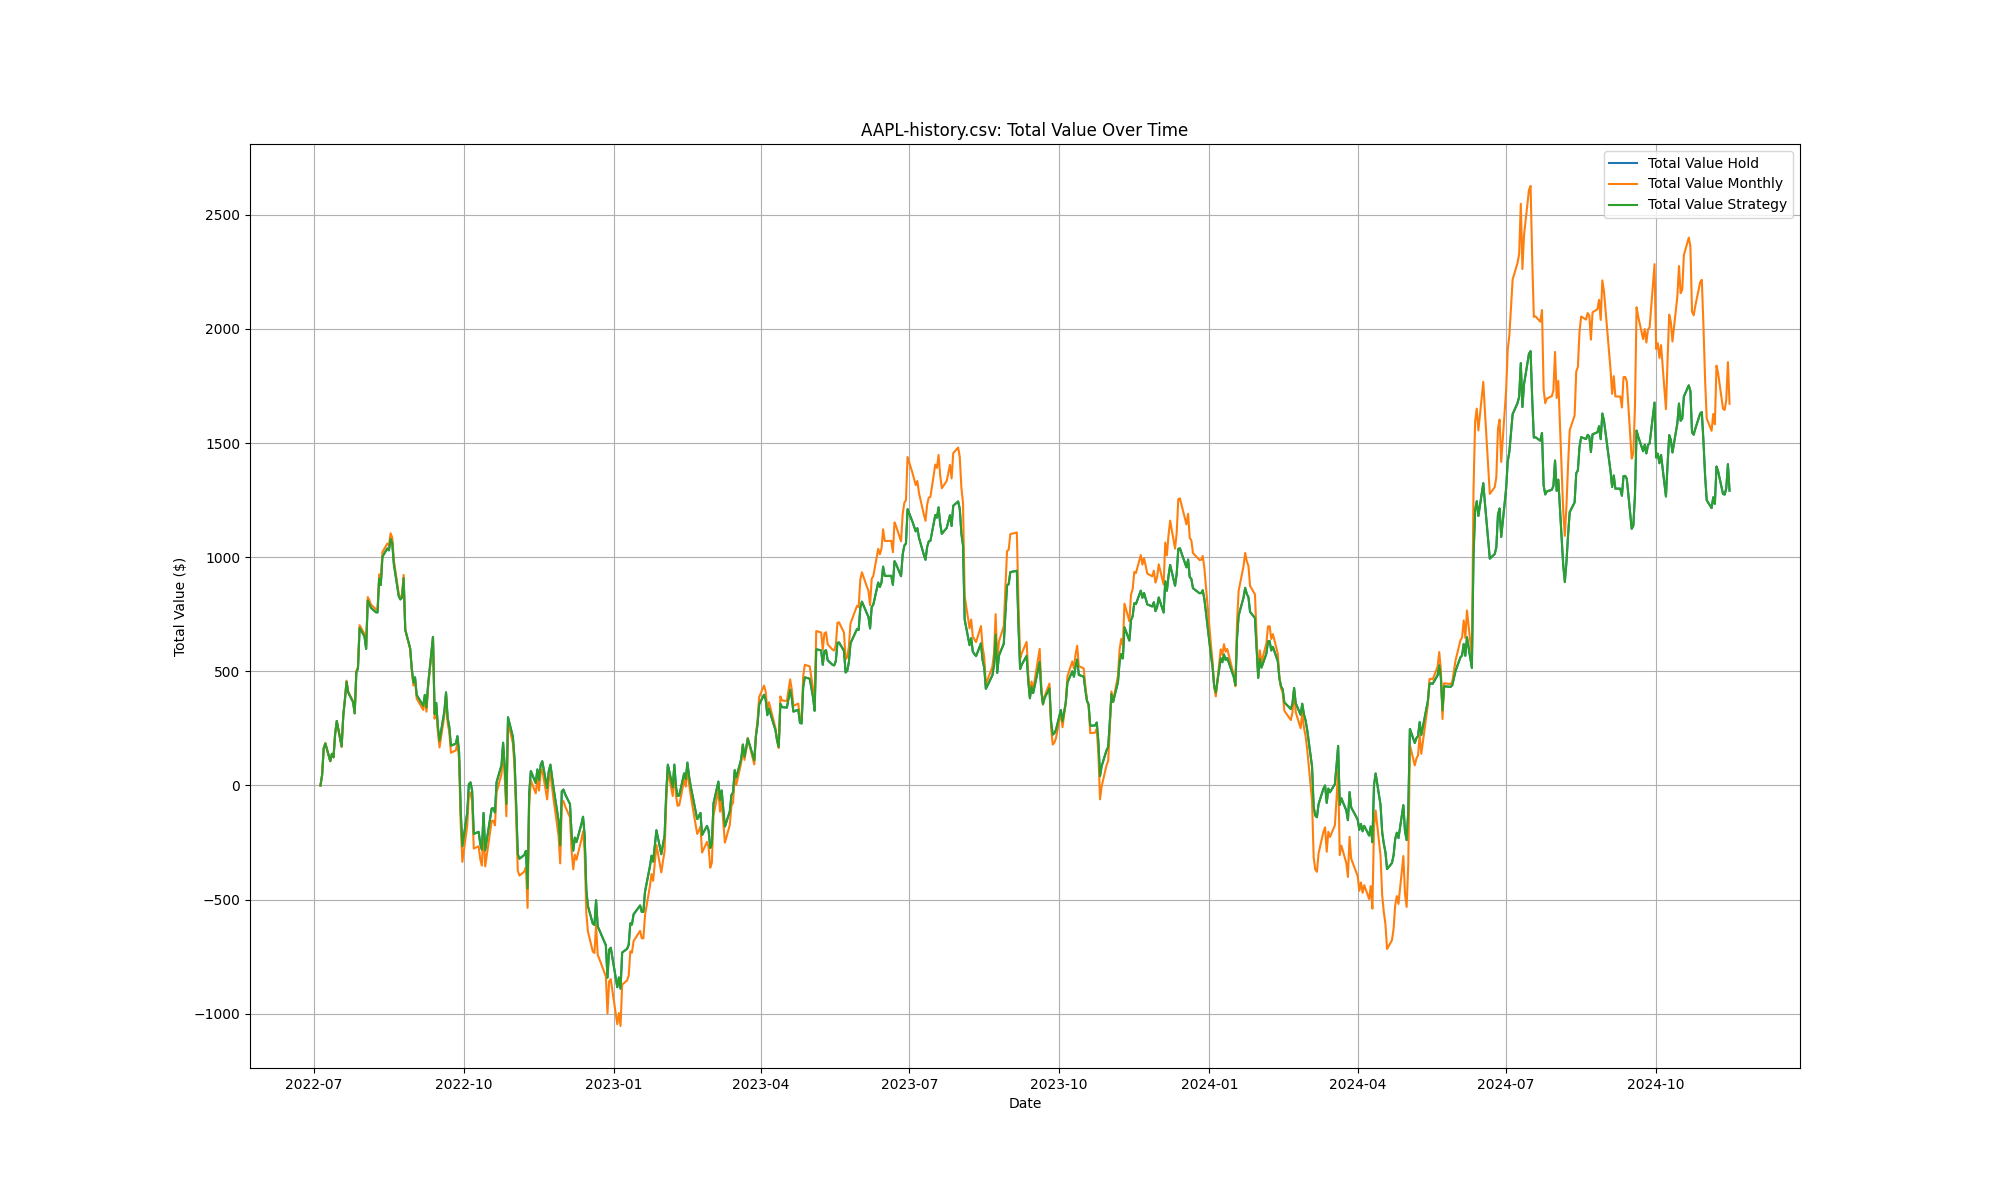 AAPL-history.csv: Total Value Over Time
Total Value Hold
Total Value Monthly
Total Value Strategy
Total Value ($)
2500
2000
1500
1000
500
0
−500
−1000
2022-07 2022-10 2023-01 2023-04 2023-07 2023-10 2024-01 2024-04 2024-07 2024-10
Date